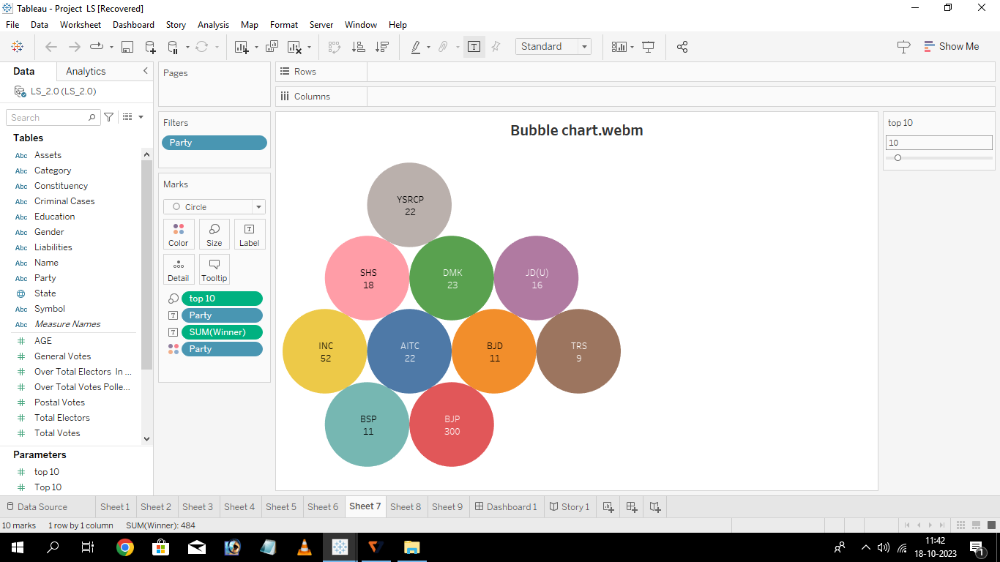 Tableau - Project  LS [Recovered]
File Data Worksheet Dashboard Story Analysis Map Format Server Window Help
Standard
Show Me
Data Analytics
LS_2.0 (LS_2.0)
Search
Tables
Abc Assets
Abc Category
Abc Constituency
Abc Criminal Cases
Abc Education
Abc Gender
Abc Liabilities
Abc Name
Abc Party
State
Abc Symbol
Abc Measure Names
# AGE
# General Votes
# Over Total Electors  In ...
# Over Total Votes Polle...
# Postal Votes
# Total Electors
# Total Votes
Parameters
# top 10
# Top 10
Pages
Filters
Party
Marks
Circle
Color Size Label
Detail Tooltip
top 10
Party
SUM(Winner)
Party
Rows
Columns
Bubble chart.webm
YSRCP
22
SHS
18
DMK
23
JD(U)
16
INC
52
AITC
22
BJD
11
TRS
9
BSP
11
BJP
300
top 10
10
Data Source Sheet 1 Sheet 2 Sheet 3 Sheet 4 Sheet 5 Sheet 6 Sheet 7 Sheet 8 Sheet 9 Dashboard 1 Story 1
10 marks 1 row by 1 column SUM(Winner): 484
11:42
18-10-2023
1